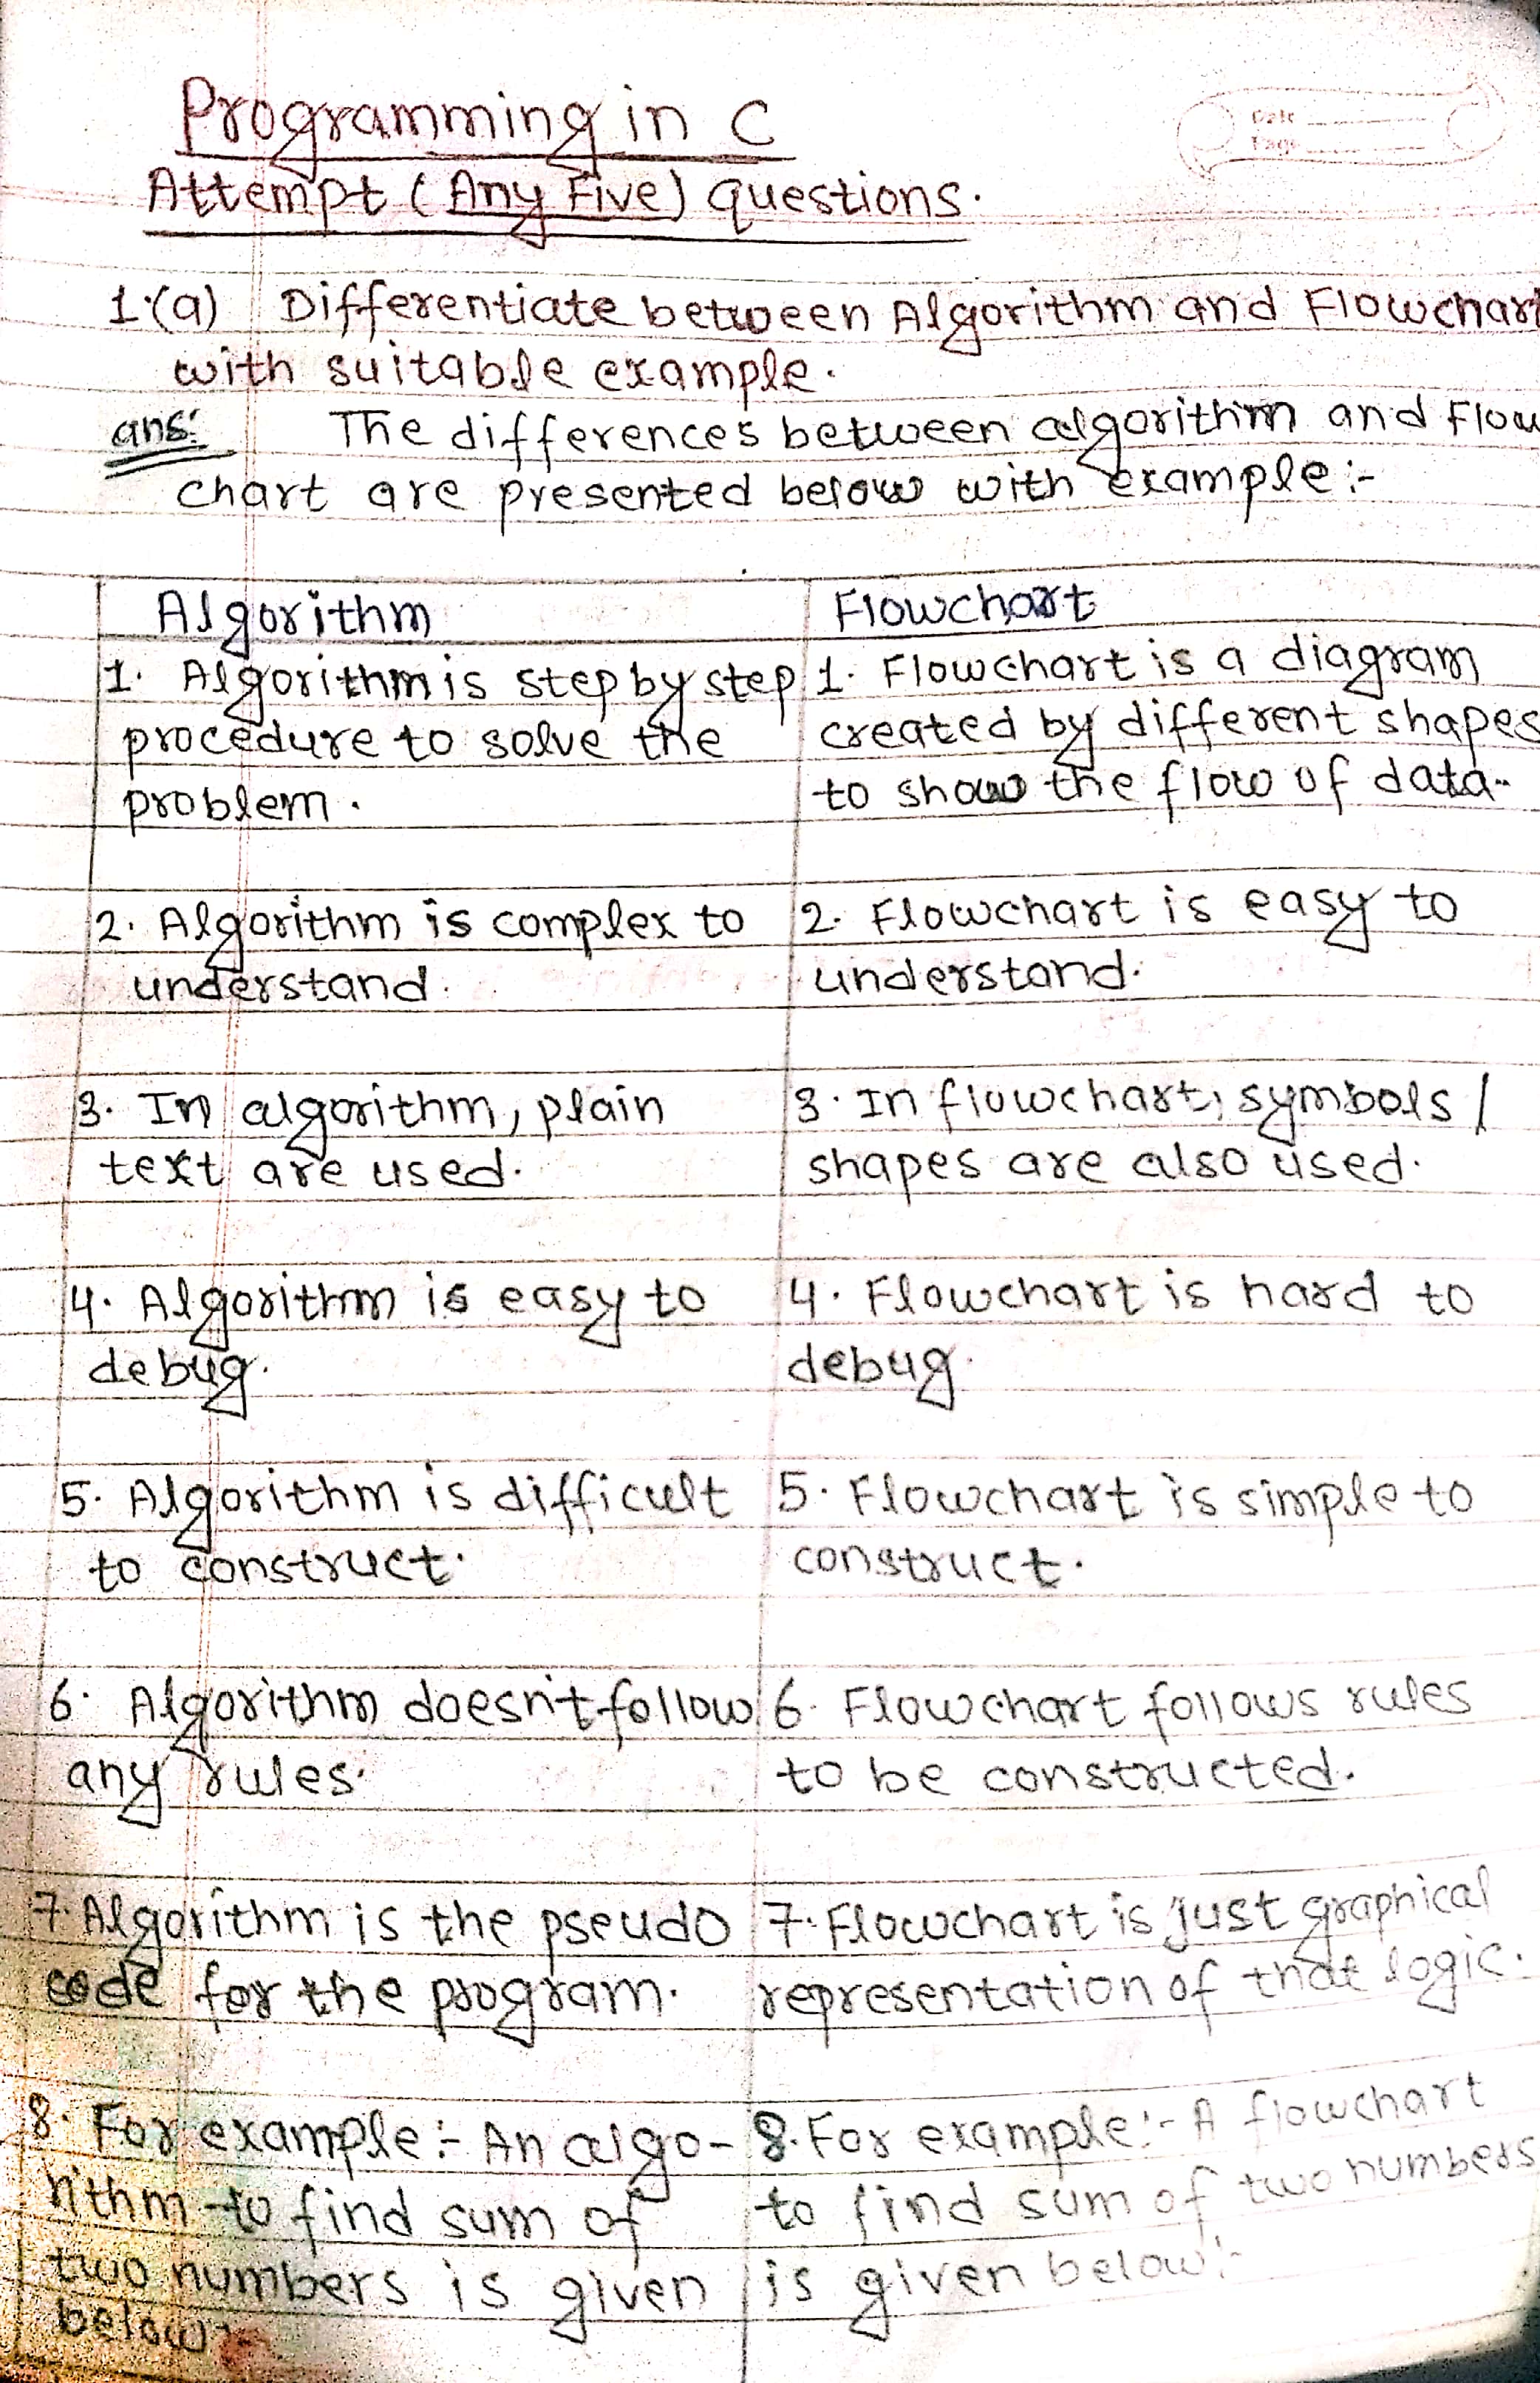 Date
Page
Programming in C
Attempt (Any Five) questions.
1.(a) Differentiate between Algorithm and Flowchart
with suitable example.
ans: The differences between algorithm and Flow
chart are presented below with example:-
Algorithm
Flowchart
1. Algorithm is step by step
procedure to solve the
problem.
1. Flowchart is a diagram
created by different shapes
to show the flow of data.
2. Algorithm is complex to
understand.
2. Flowchart is easy to
understand.
3. In algorithm, plain
text are used.
3. In flowchart, symbols /
shapes are also used.
4. Algorithm is easy to
debug.
4. Flowchart is hard to
debug.
5. Algorithm is difficult
to construct.
5. Flowchart is simple to
construct.
6. Algorithm doesn't follow
any rules.
6. Flowchart follows rules
to be constructed.
7. Algorithm is the pseudo
code for the program.
7. Flowchart is just graphical
representation of that logic.
8. For example:- An algo-
rithm to find sum of
two numbers is given
below:-
8. For example:- A flowchart
to find sum of two numbers
is given below:-